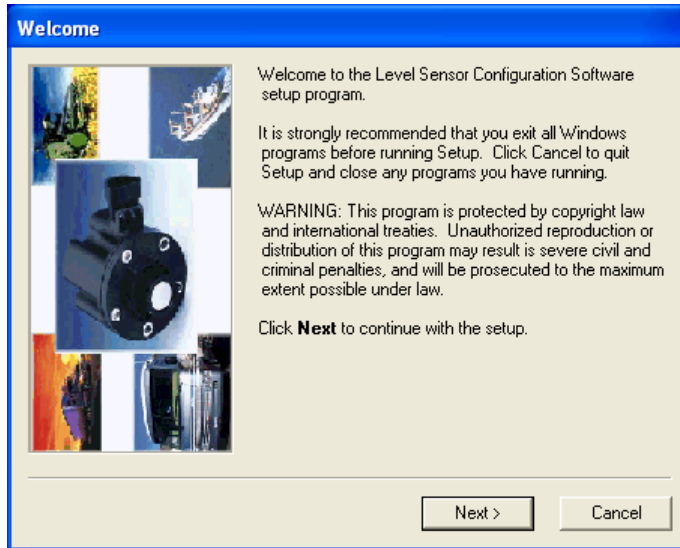 Welcome
Welcome to the Level Sensor Configuration Software
setup program.
It is strongly recommended that you exit all Windows
programs before running Setup. Click Cancel to quit
Setup and close any programs you have running.
WARNING: This program is protected by copyright law
and international treaties. Unauthorized reproduction or
distribution of this program may result is severe civil and
criminal penalties, and will be prosecuted to the maximum
extent possible under law.
Click Next to continue with the setup.
Next >
Cancel